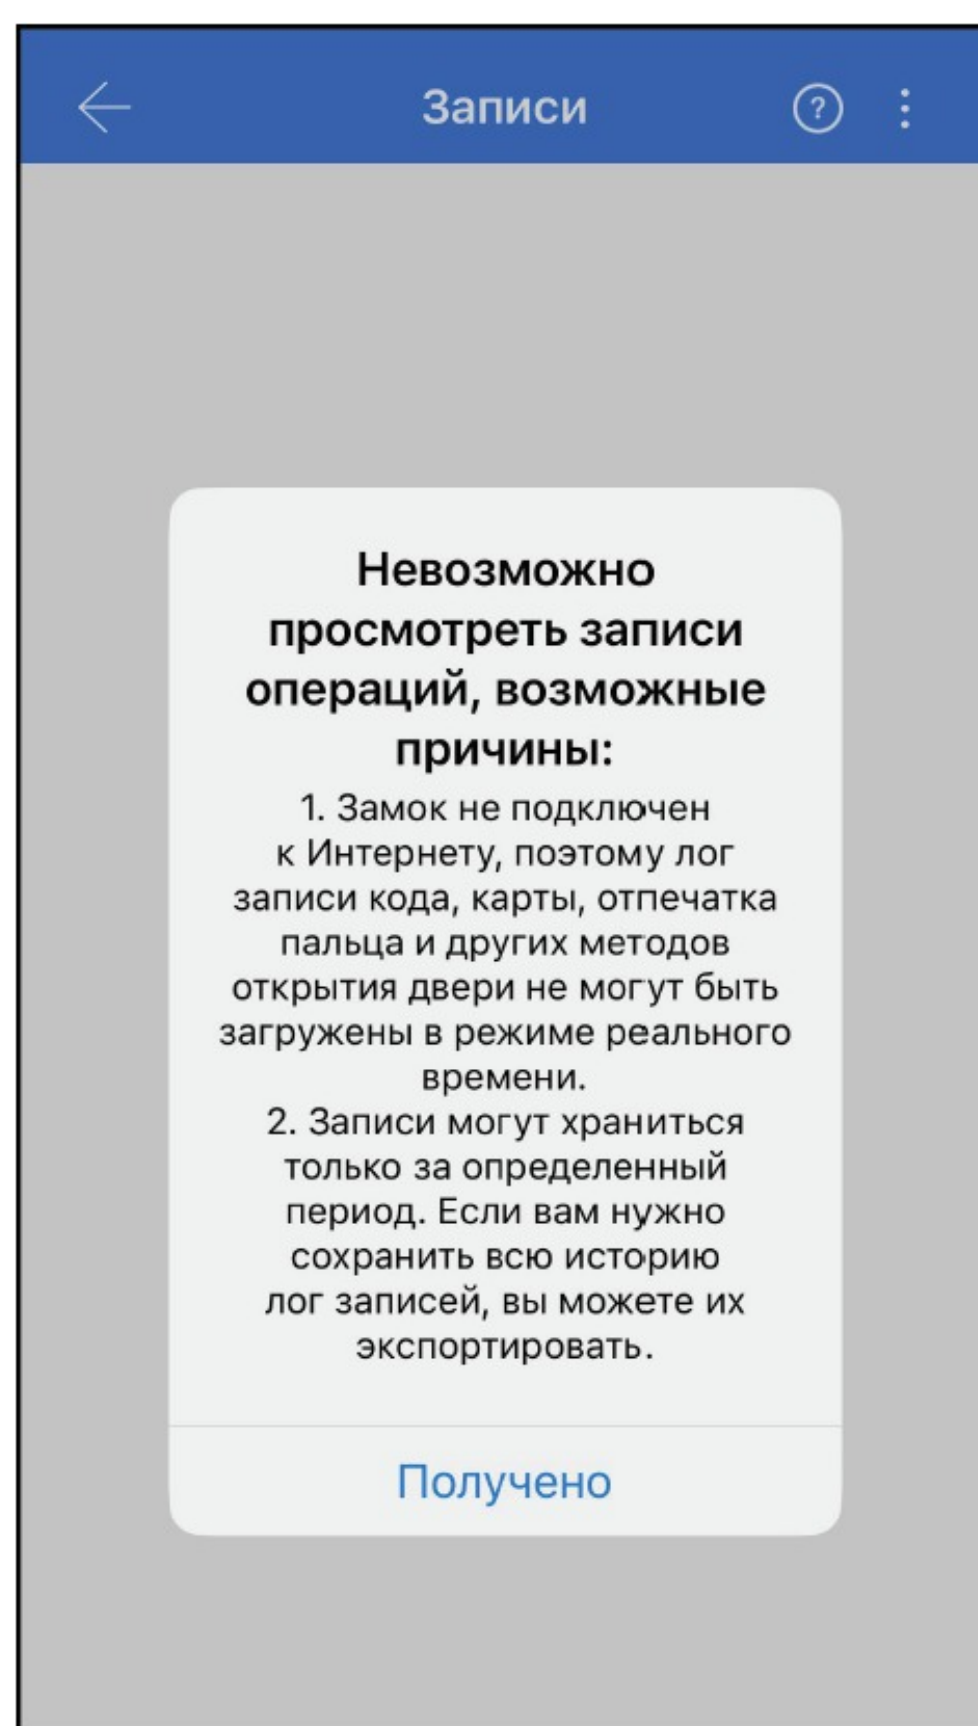 Записи
?
Невозможно
просмотреть записи
операций, возможные
причины:
1. Замок не подключен
к Интернету, поэтому лог
записи кода, карты, отпечатка
пальца и других методов
открытия двери не могут быть
загружены в режиме реального
времени.
2. Записи могут храниться
только за определенный
период. Если вам нужно
сохранить всю историю
лог записей, вы можете их
экспортировать.
Получено